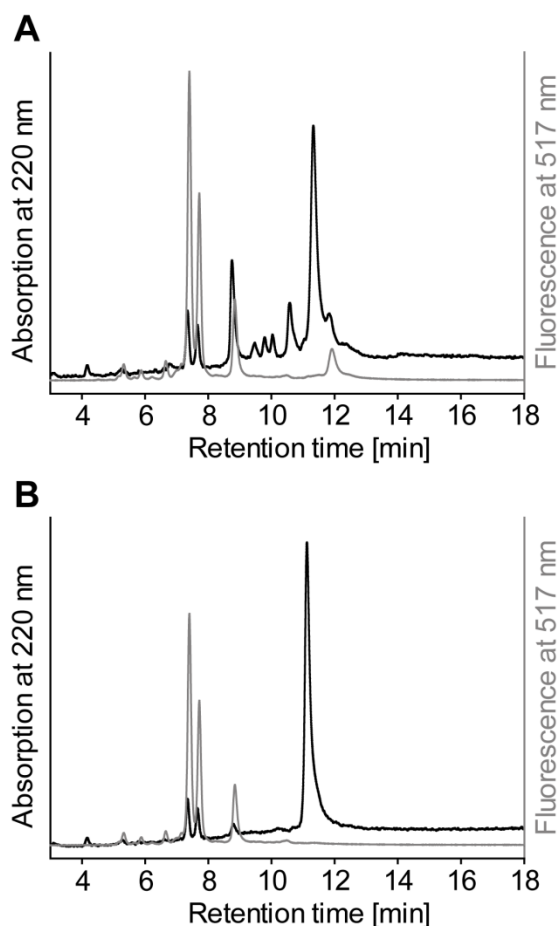 A
Absorption at 220 nm
Fluorescence at 517 nm
4 6 8 10 12 14 16 18
Retention time [min]
B
Absorption at 220 nm
Fluorescence at 517 nm
4 6 8 10 12 14 16 18
Retention time [min]